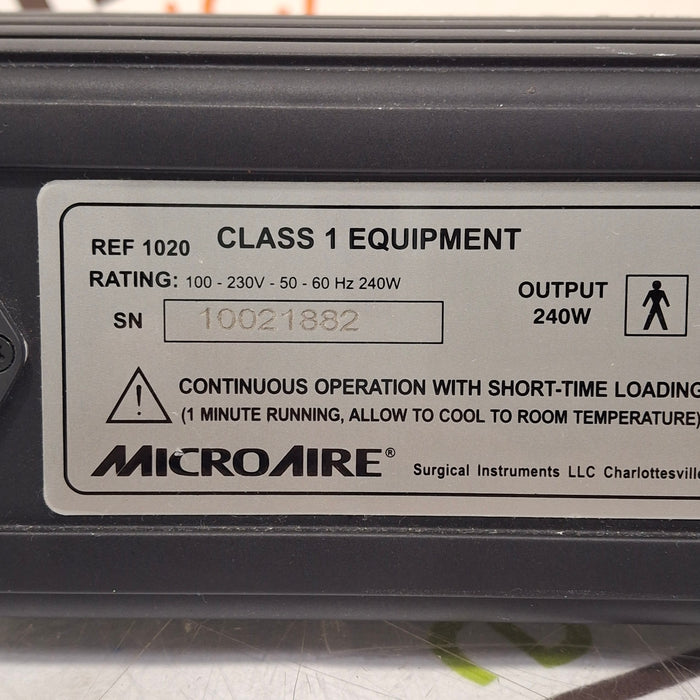 REF 1020 CLASS 1 EQUIPMENT
RATING: 100 - 230V - 50 - 60 Hz 240W
OUTPUT
240W
SN 10021882
CONTINUOUS OPERATION WITH SHORT-TIME LOADING
(1 MINUTE RUNNING, ALLOW TO COOL TO ROOM TEMPERATURE)
MICROAIRE® Surgical Instruments LLC Charlottesville